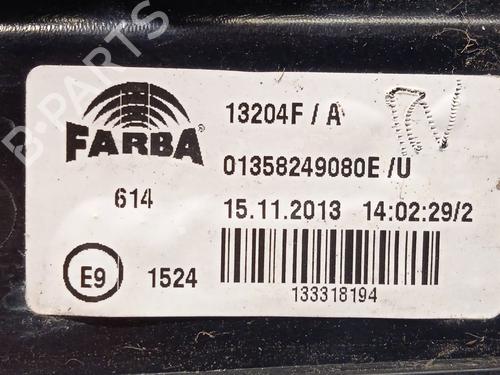 B-PARTS
FARBA
13204F / A
01358249080E /U
614
15.11.2013 14:02:29/2
E9 1524
133318194